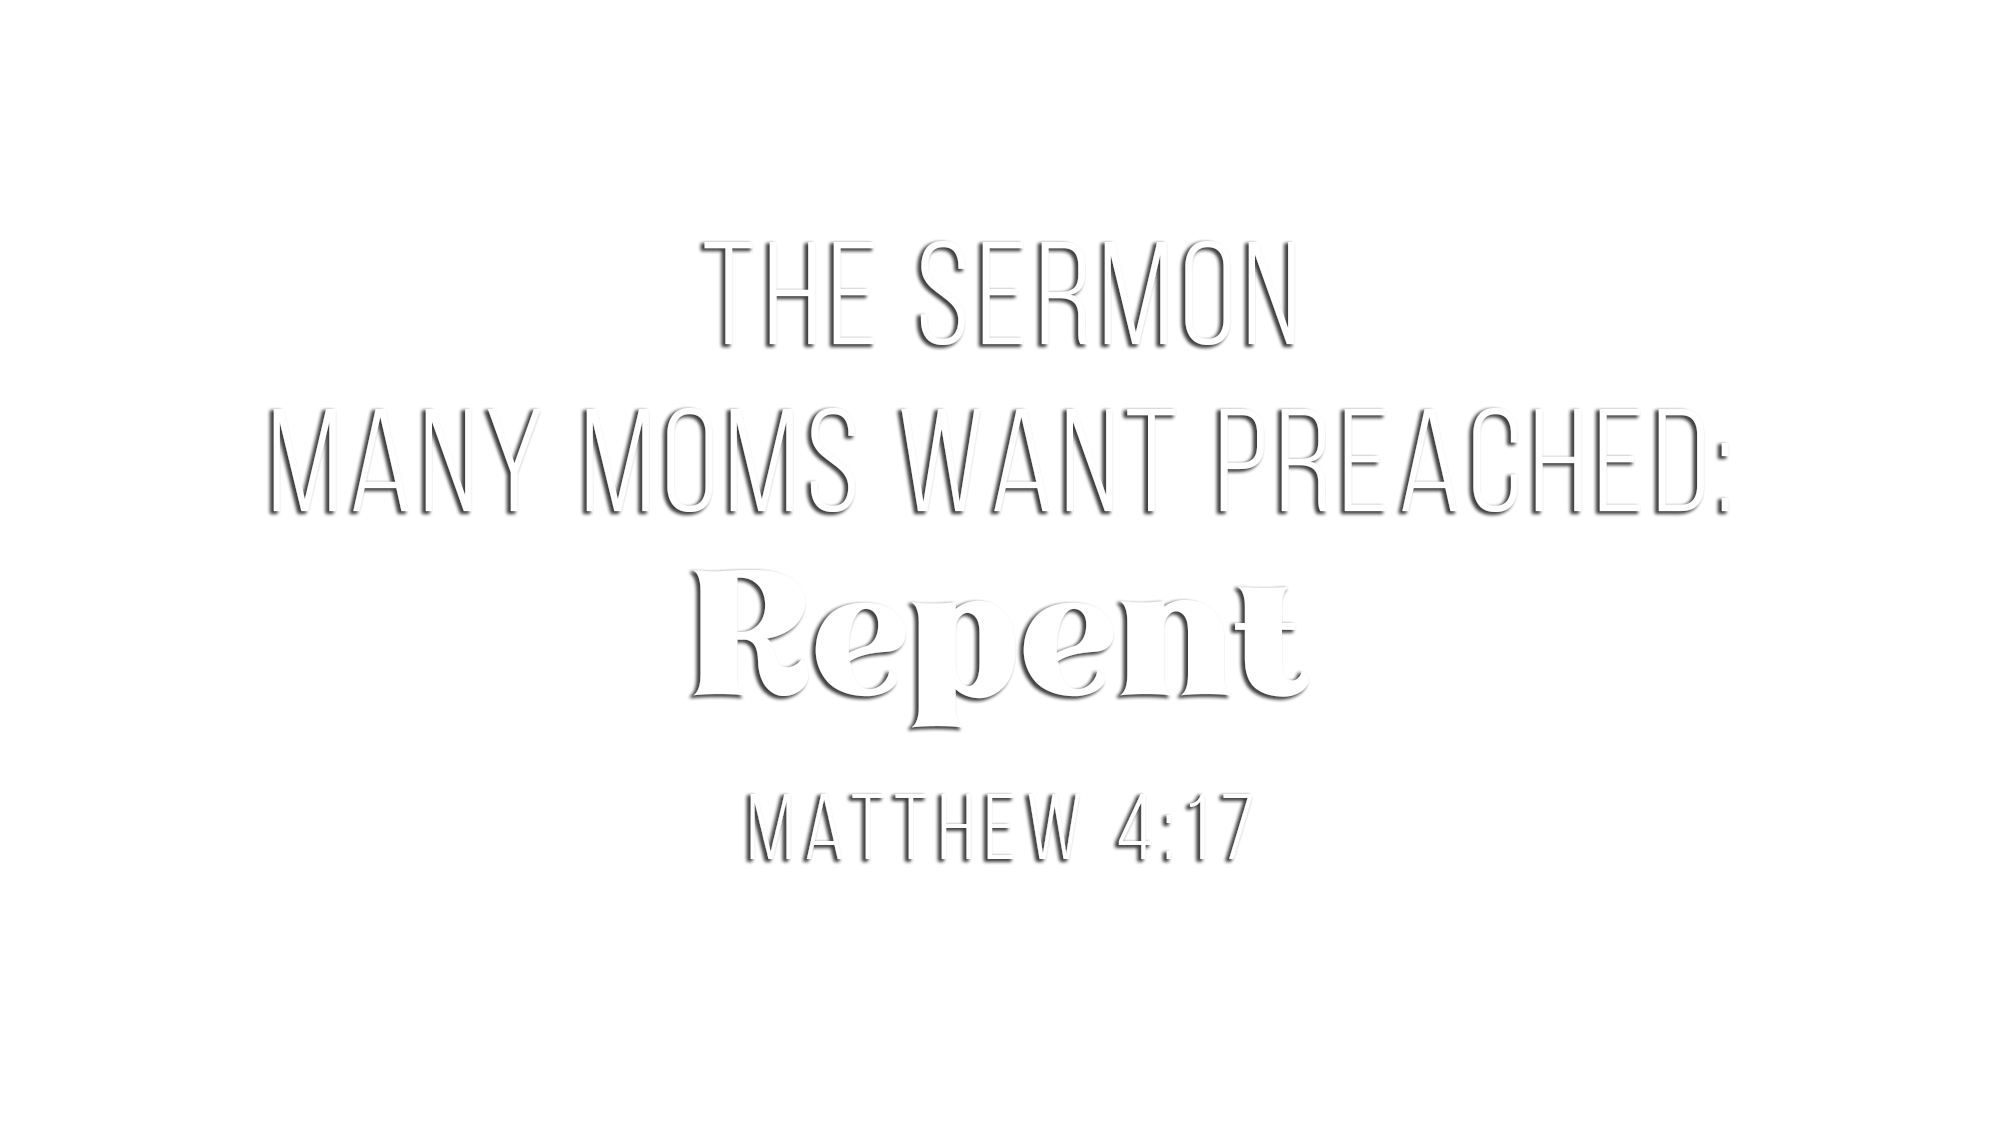 THE SERMON
MANY MOMS WANT PREACHED:
Repent
MATTHEW 4:17